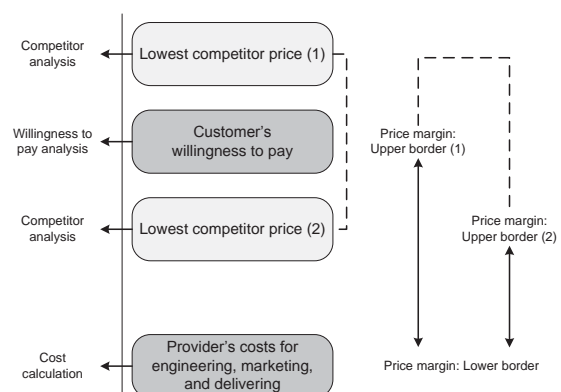 Competitor
analysis
Lowest competitor price (1)
Willingness to
pay analysis
Customer's
willingness to pay
Price margin:
Upper border (1)
Competitor
analysis
Lowest competitor price (2)
Price margin:
Upper border (2)
Cost
calculation
Provider's costs for
engineering, marketing,
and delivering
Price margin: Lower border